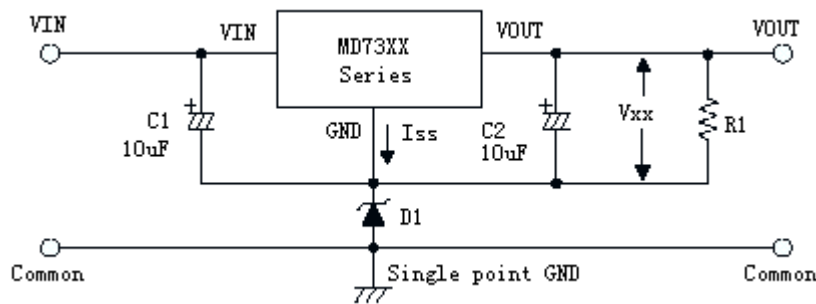 VIN
VIN
MD73XX
Series
VOUT
VOUT
C1
10uF
GND
Iss
C2
10uF
Vxx
R1
D1
Common
Single point GND
Common